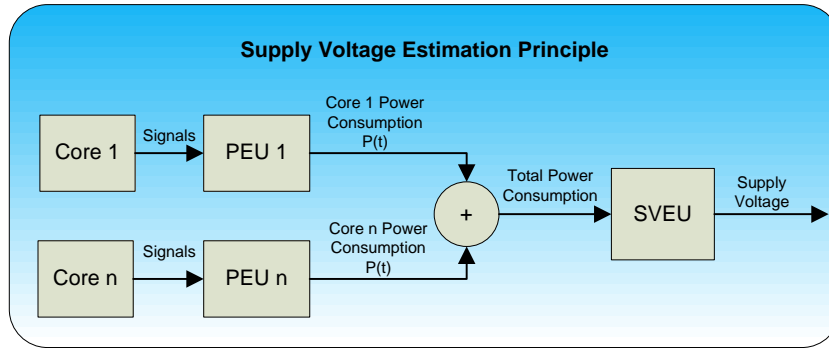 Supply Voltage Estimation Principle
Core 1
Signals
PEU 1
Core 1 Power
Consumption
P(t)
Total Power
Consumption
+
SVEU
Supply
Voltage
Core n
Signals
PEU n
Core n Power
Consumption
P(t)